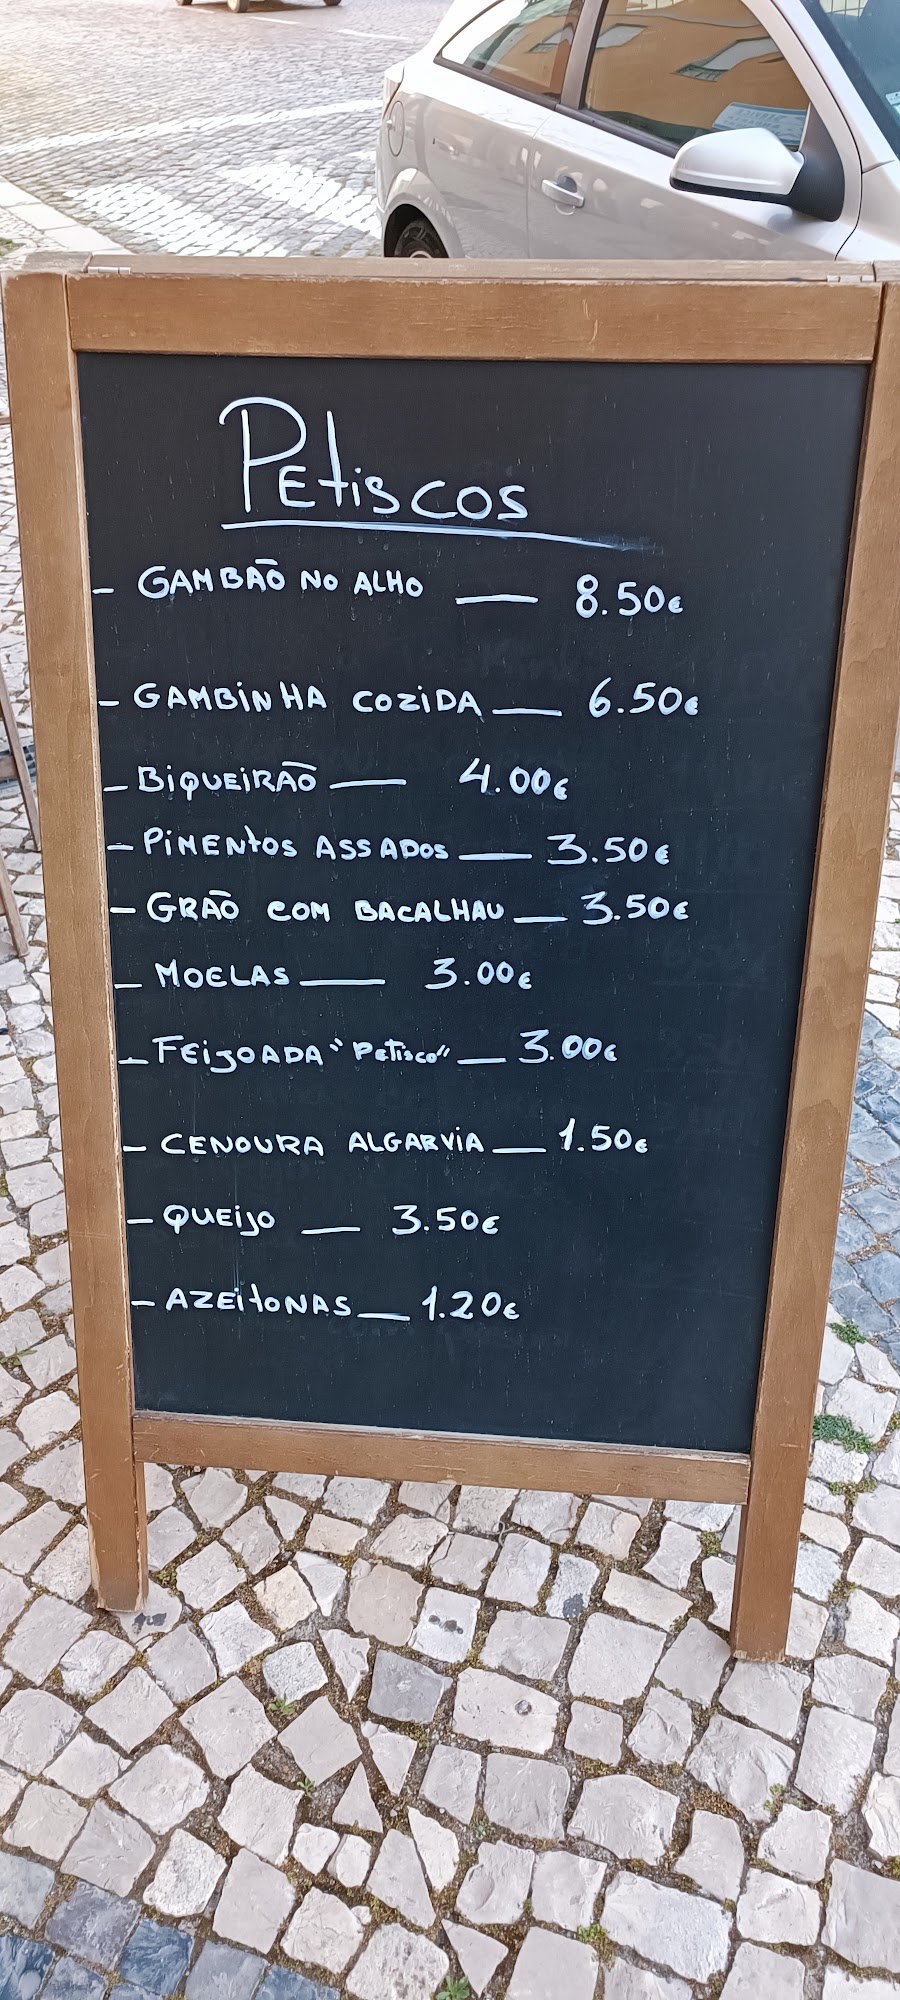 Petiscos
- GAMBÃO NO ALHO — 8.50€
- GAMBINHA COZIDA — 6.50€
- BIQUEIRÃO — 4.00€
- PIMENTOS ASSADOS — 3.50€
- GRÃO COM BACALHAU — 3.50€
- MOELAS — 3.00€
- FEIJOADA "PETISCO" — 3.00€
- CENOURA ALGARVIA — 1.50€
- QUEIJO — 3.50€
- AZEITONAS — 1.20€